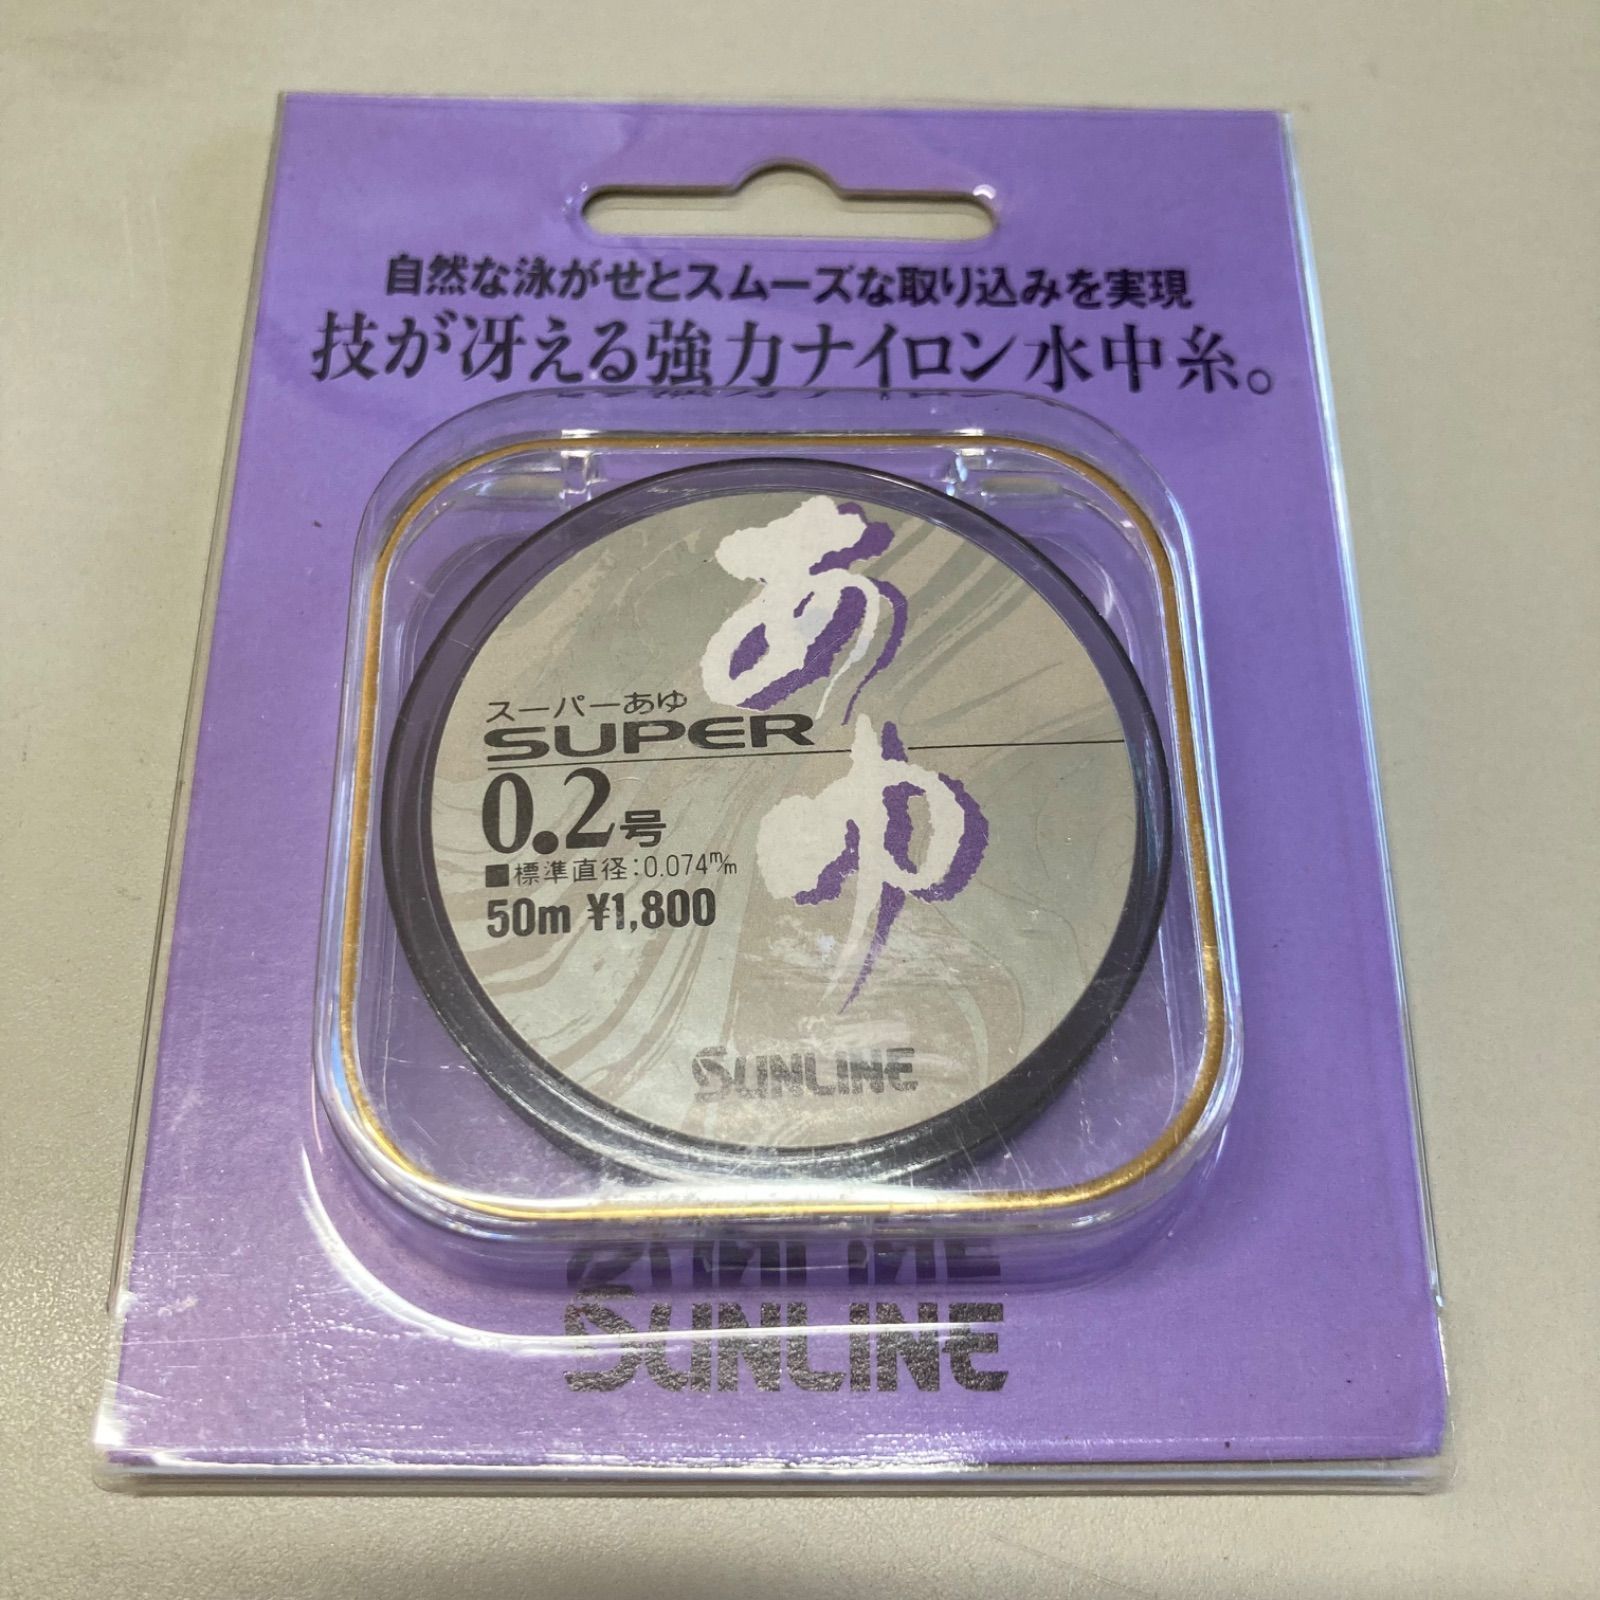 自然な泳がせとスムーズな取り込みを実現
技が冴える強力ナイロン水中糸。
あゆ
スーパーあゆ
SUPER
0.2号
■標準直径:0.074m/m
50m ¥1,800
SUNLINE
SUNLINE